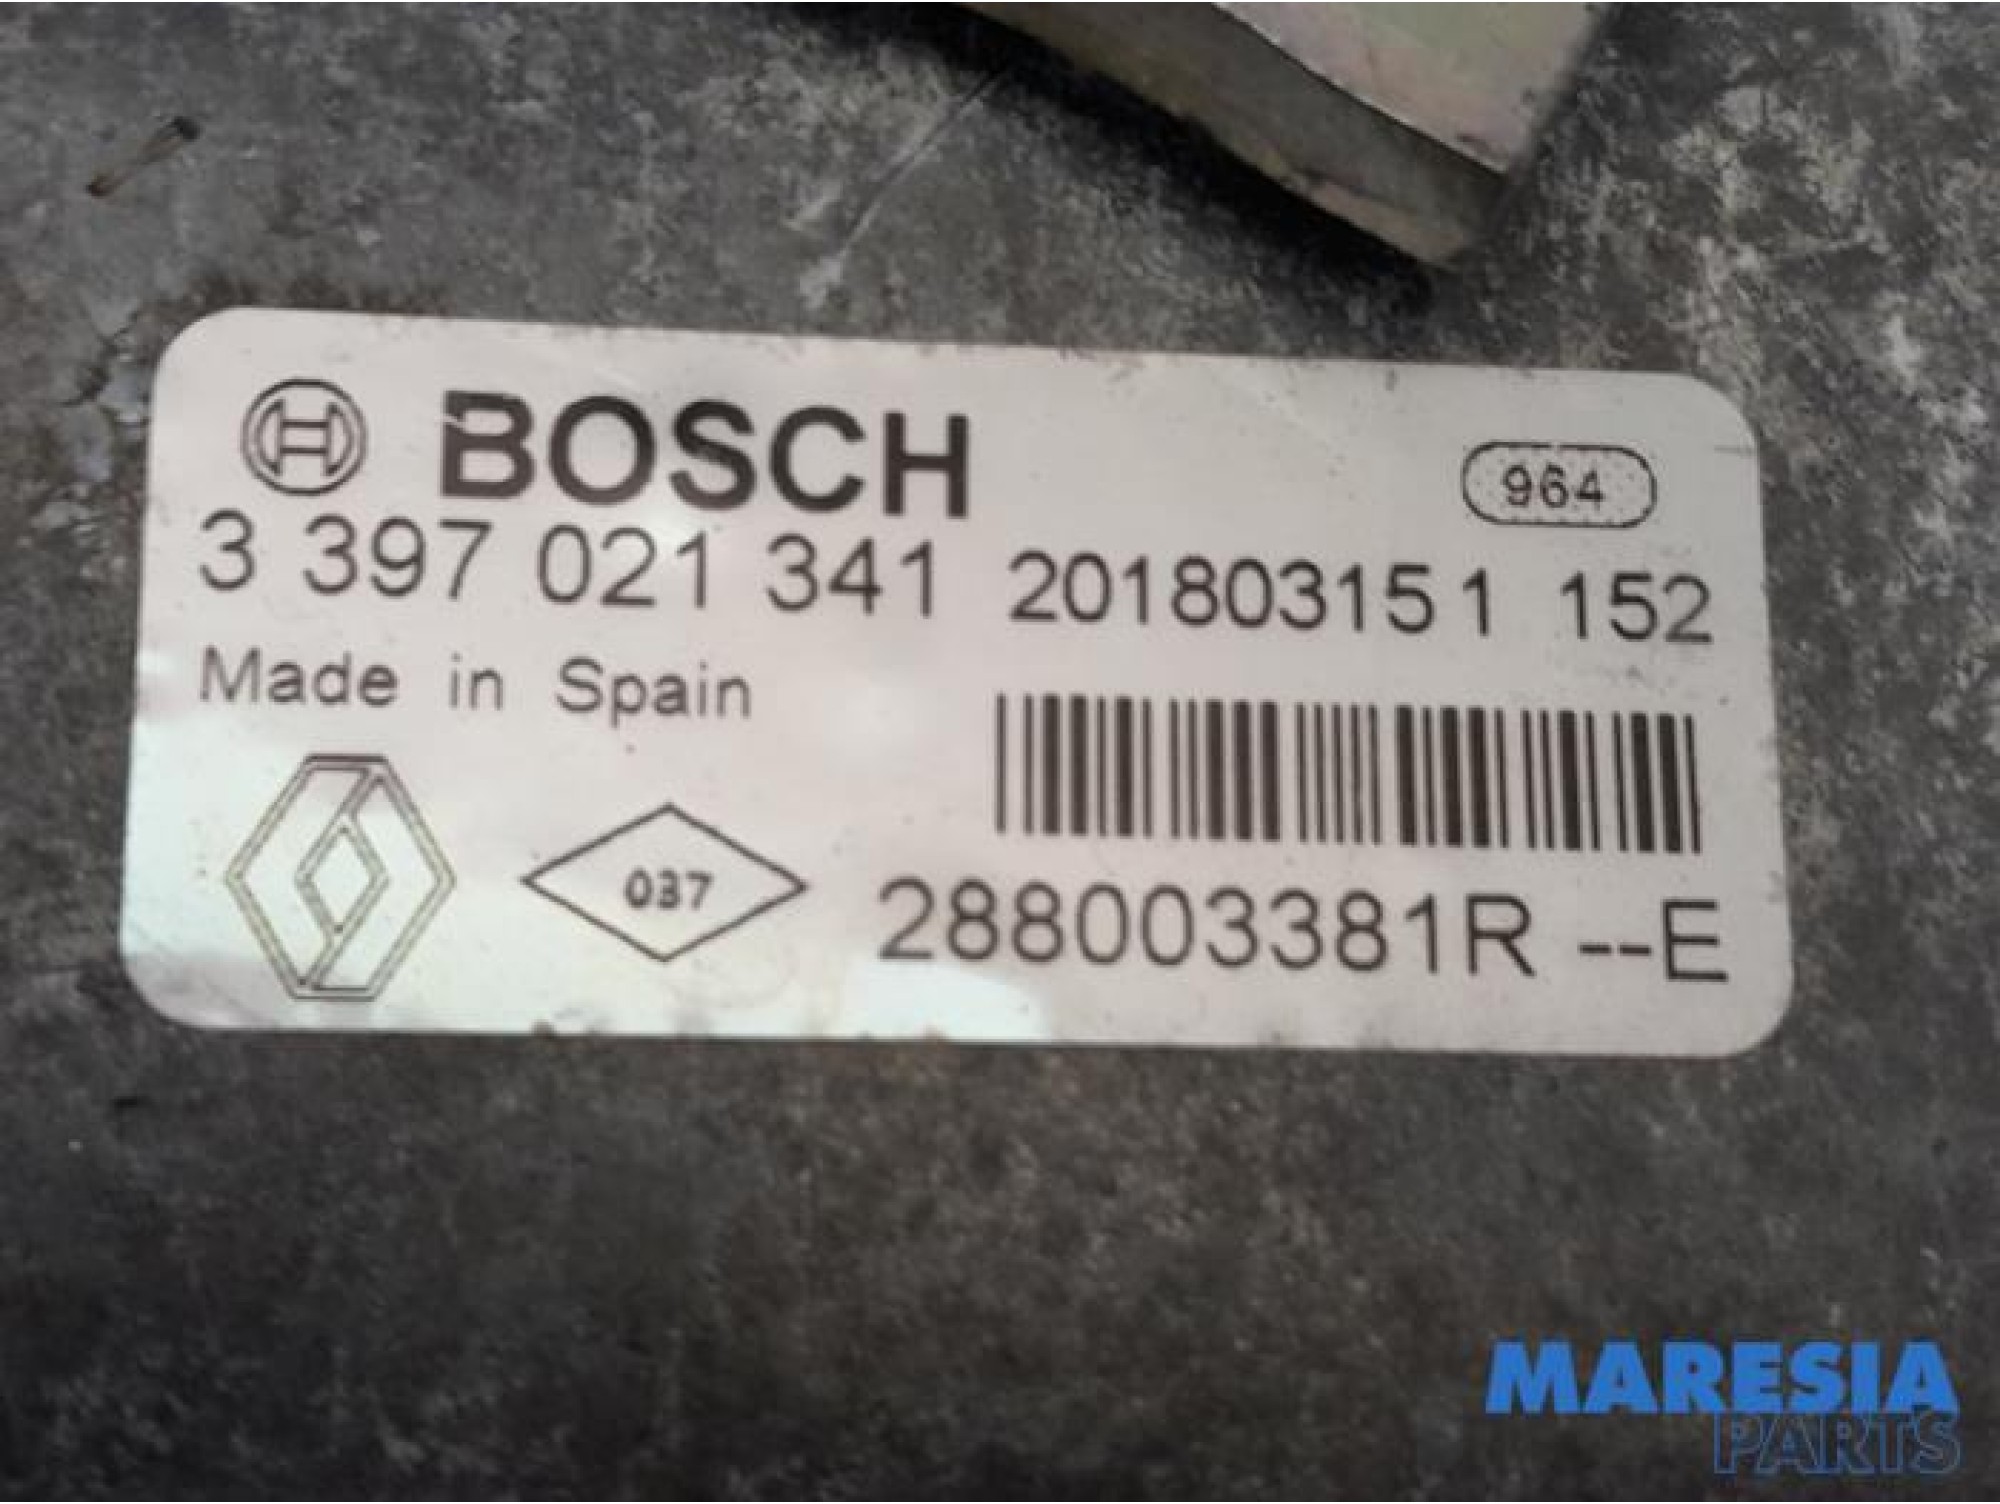 BOSCH
964
3 397 021 341 201803151 152
Made in Spain
037
288003381R --E
MARESIA
PARTS